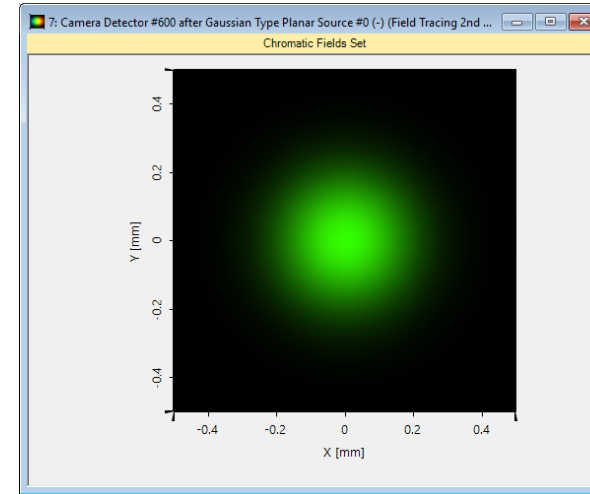 7: Camera Detector #600 after Gaussian Type Planar Source #0 (-) (Field Tracing 2nd ...
Chromatic Fields Set
0.4
0.2
0
-0.2
-0.4
Y [mm]
-0.4 -0.2 0 0.2 0.4
X [mm]